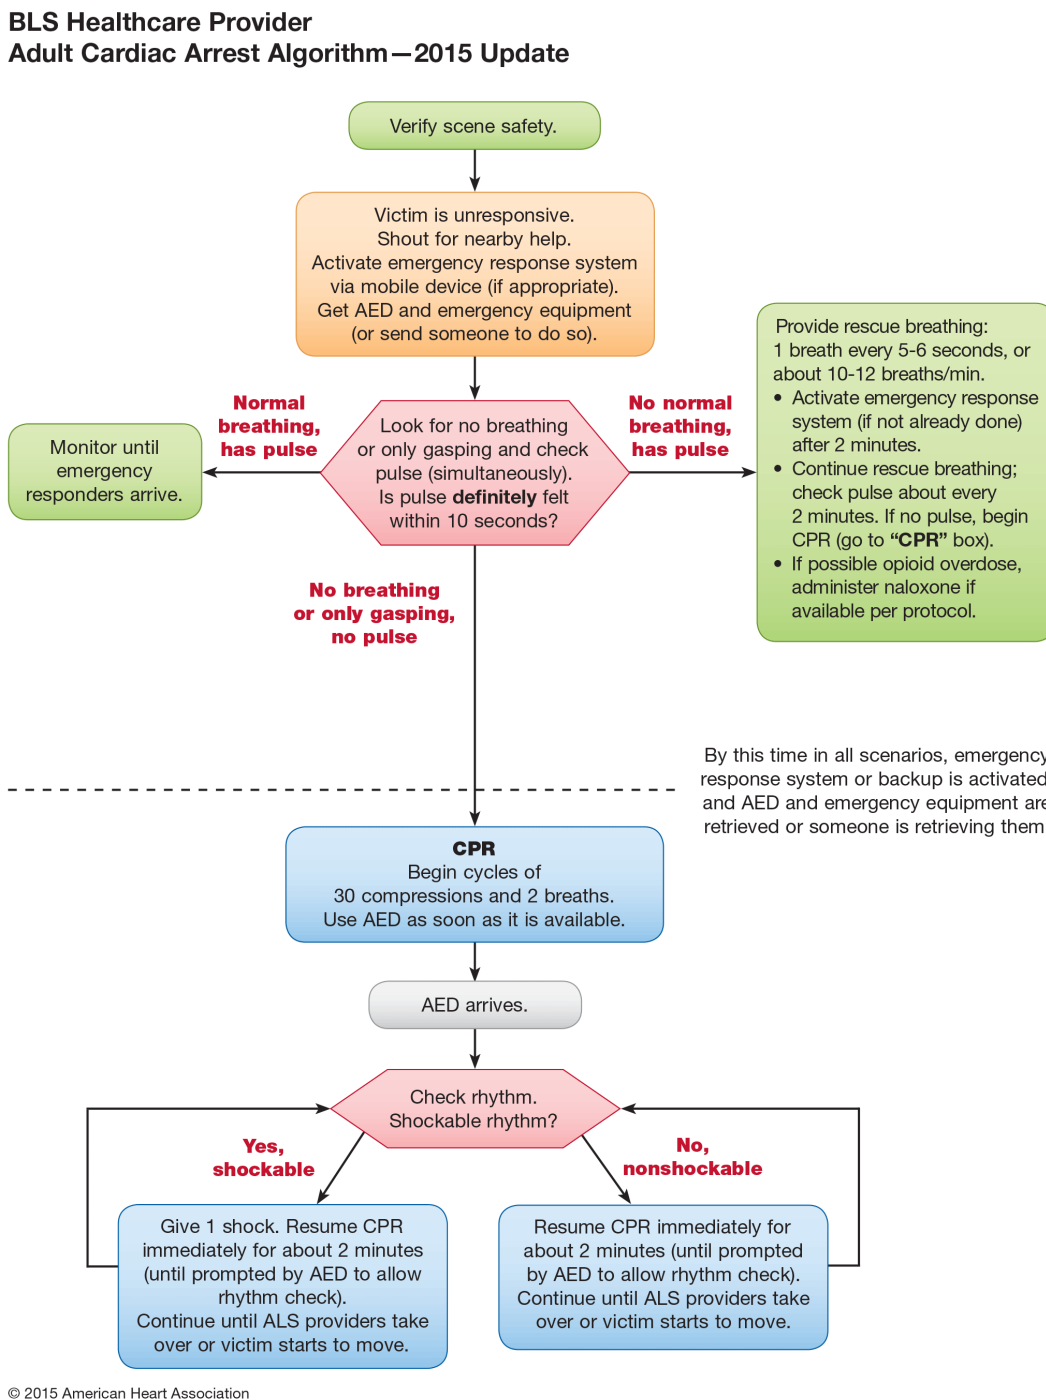 BLS Healthcare Provider
Adult Cardiac Arrest Algorithm—2015 Update
Verify scene safety.
Victim is unresponsive.
Shout for nearby help.
Activate emergency response system
via mobile device (if appropriate).
Get AED and emergency equipment
(or send someone to do so).
Normal
breathing,
has pulse
Monitor until
emergency
responders arrive.
Look for no breathing
or only gasping and check
pulse (simultaneously).
Is pulse definitely felt
within 10 seconds?
No normal
breathing,
has pulse
Provide rescue breathing:
1 breath every 5-6 seconds, or
about 10-12 breaths/min.
• Activate emergency response
system (if not already done)
after 2 minutes.
• Continue rescue breathing;
check pulse about every
2 minutes. If no pulse, begin
CPR (go to “CPR” box).
• If possible opioid overdose,
administer naloxone if
available per protocol.
No breathing
or only gasping,
no pulse
By this time in all scenarios, emergency
response system or backup is activated
and AED and emergency equipment are
retrieved or someone is retrieving them
CPR
Begin cycles of
30 compressions and 2 breaths.
Use AED as soon as it is available.
AED arrives.
Check rhythm.
Shockable rhythm?
Yes,
shockable
No,
nonshockable
Give 1 shock. Resume CPR
immediately for about 2 minutes
(until prompted by AED to allow
rhythm check).
Continue until ALS providers take
over or victim starts to move.
Resume CPR immediately for
about 2 minutes (until prompted
by AED to allow rhythm check).
Continue until ALS providers take
over or victim starts to move.
© 2015 American Heart Association